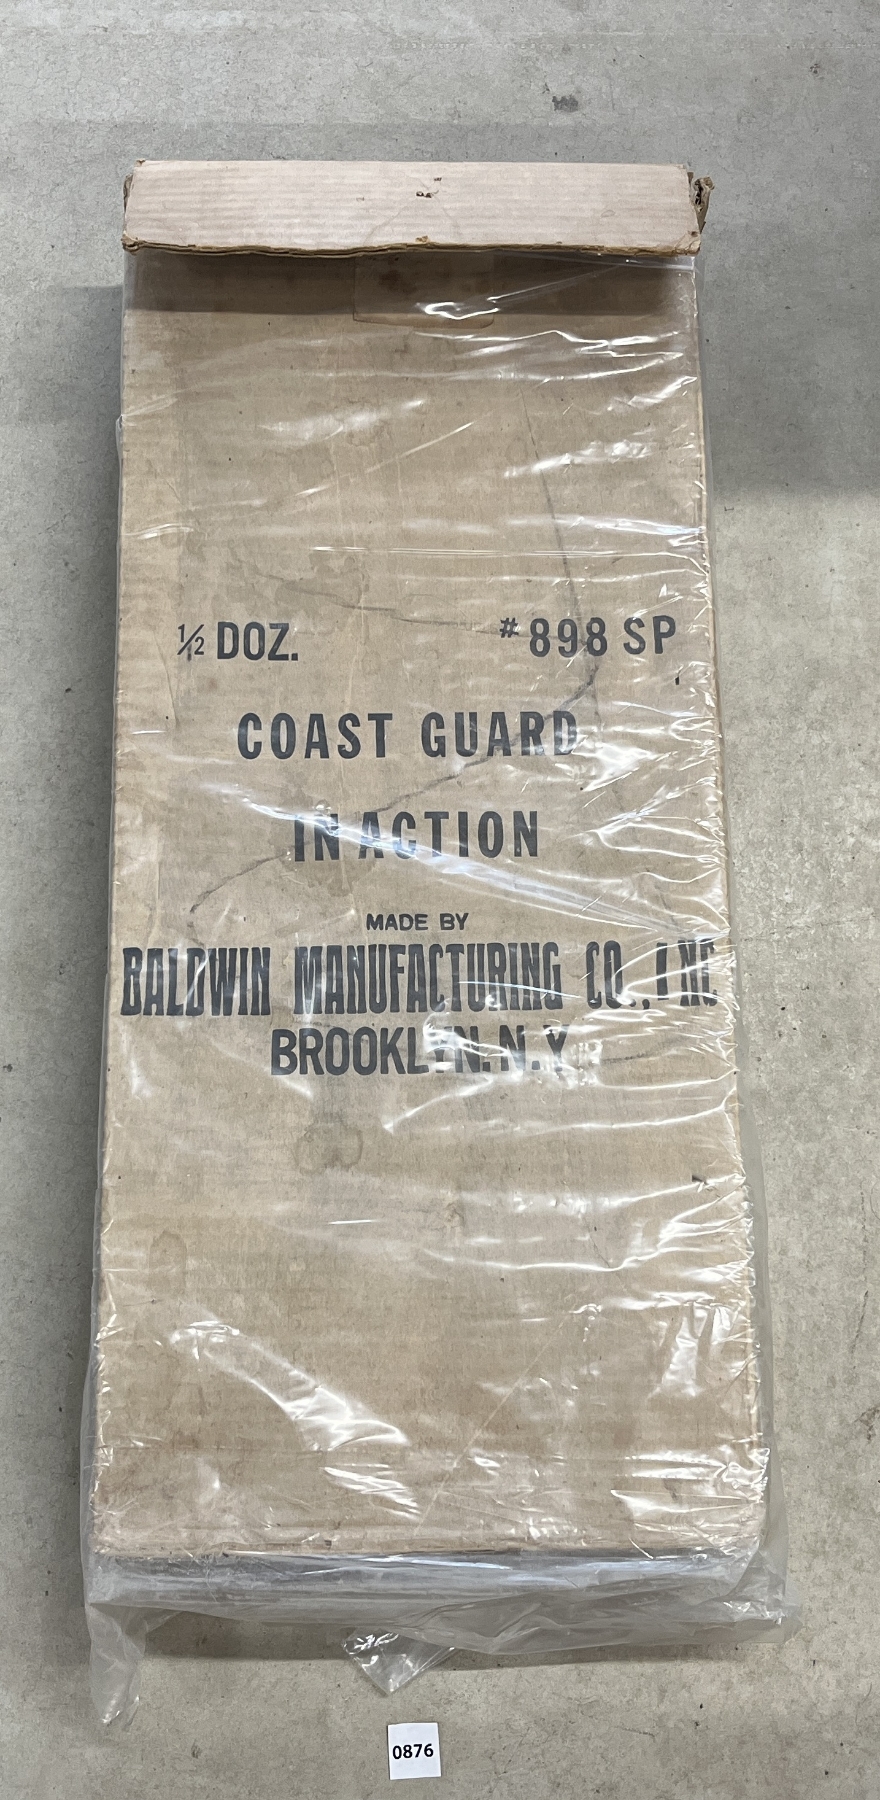 ½ DOZ. # 898 SP
COAST GUARD
IN ACTION
MADE BY
BALDWIN MANUFACTURING CO., INC
BROOKLYN. N.Y
0876